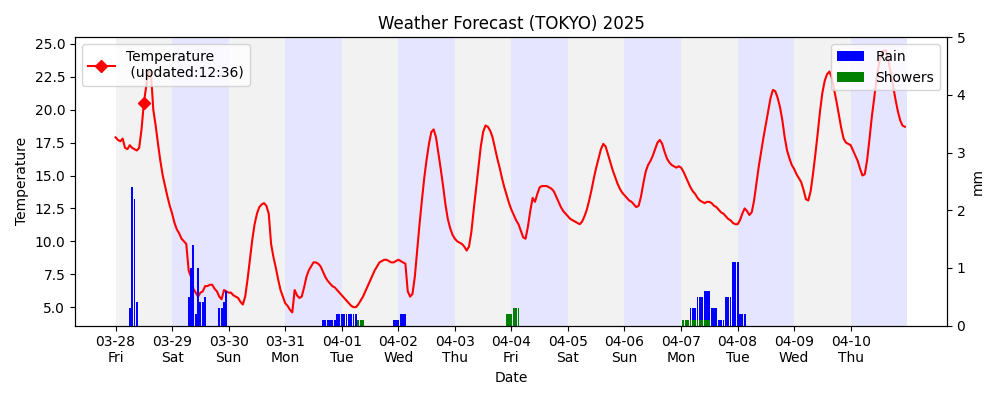 Weather Forecast (TOKYO) 2025
Temperature
(updated:12:36)
Rain
Showers
25.0
22.5
20.0
17.5
15.0
12.5
10.0
7.5
5.0
Temperature
5
4
3
2
1
0
mm
03-28 03-29 03-30 03-31 04-01 04-02 04-03 04-04 04-05 04-06 04-07 04-08 04-09 04-10
Fri Sat Sun Mon Tue Wed Thu Fri Sat Sun Mon Tue Wed Thu
Date